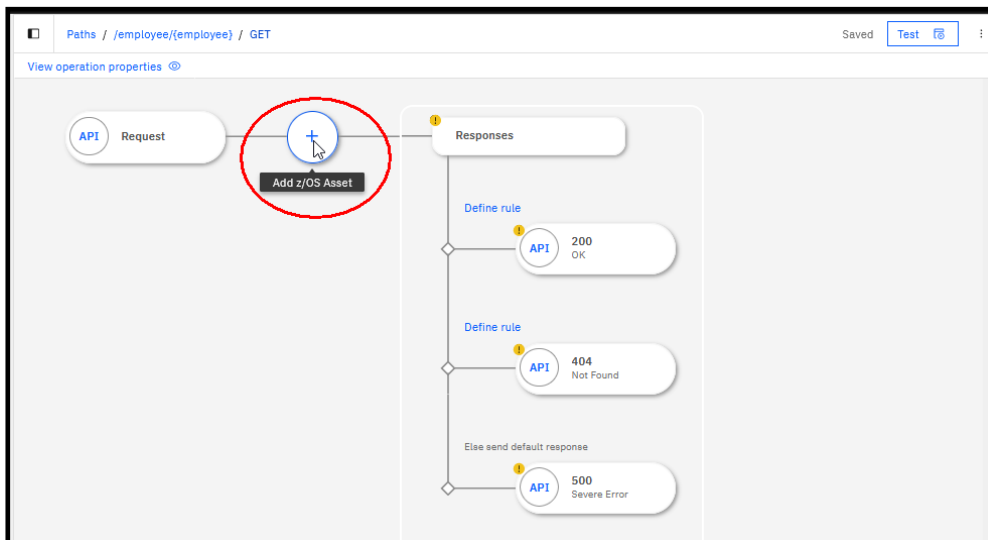 Paths / /employee/{employee} / GET
Saved
Test
View operation properties
API Request
+
Add z/OS Asset
! Responses
Define rule
! API 200
OK
Define rule
! API 404
Not Found
Else send default response
! API 500
Severe Error